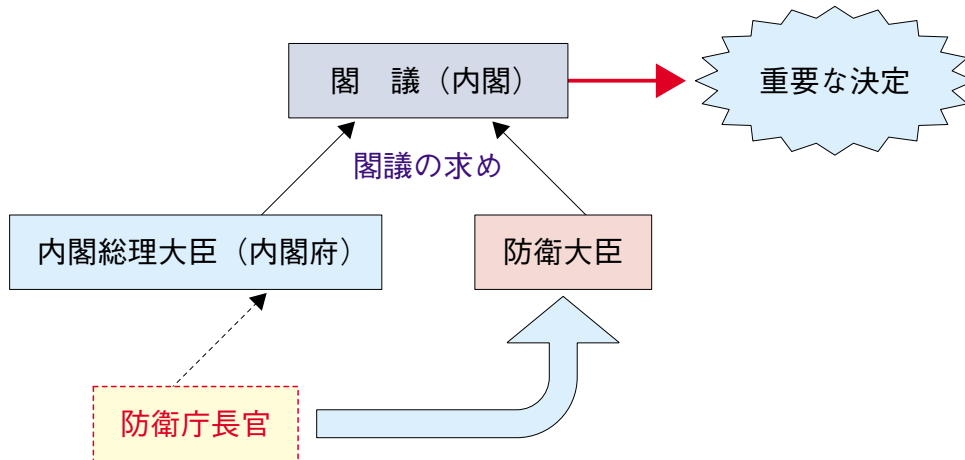 閣　議（内閣）
重要な決定
閣議の求め
内閣総理大臣（内閣府）
防衛大臣
防衛庁長官